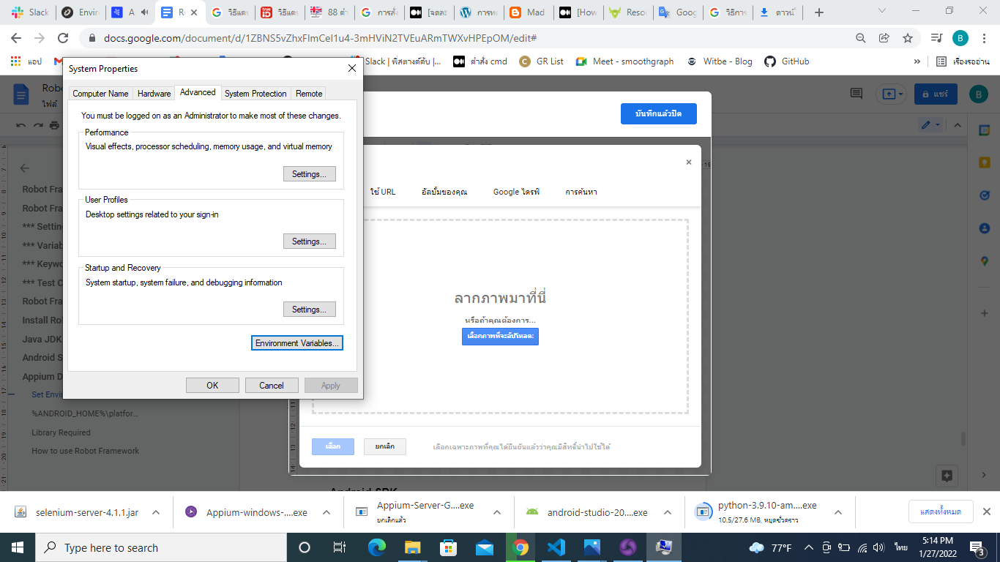 Slack
Envir
A
R
วิธีแต
วิธีแต
88 คำ
การสั่
[ฉลอ
การท
Mad
[How
Resou
Goog
วิธีการ
ดาวน์
docs.google.com/document/d/1ZBNS5vZhxFlmCel1u4-3mHViN2TVEuARmTWXvHPEpOM/edit#
B
แอป
Slack | พี่สตางค์ดั๊บ |...
คำสั่ง cmd
GR List
Meet - smoothgraph
Witbe - Blog
GitHub
»
เรื่องรออ่าน
System Properties
Computer Name
Hardware
Advanced
System Protection
Remote
You must be logged on as an Administrator to make most of these changes.
Performance
Visual effects, processor scheduling, memory usage, and virtual memory
Settings...
User Profiles
Desktop settings related to your sign-in
Settings...
Startup and Recovery
System startup, system failure, and debugging information
Settings...
Environment Variables...
OK
Cancel
Apply
Robo
ไฟล์
แชร์
B
บันทึกแล้วปิด
ใช้ URL
อัลบั้มของคุณ
Google ไดรฟ์
การค้นหา
ลากภาพมาที่นี่
หรือถ้าคุณต้องการ...
เลือกภาพที่จะอัปโหลด:
เลือก
ยกเลิก
เลือกเฉพาะภาพที่คุณได้ยืนยันแล้วว่าคุณมีสิทธิ์นำไปใช้ได้
Robot Fra
Robot Fra
*** Setting
*** Variab
*** Keywo
*** Test C
Robot Fra
Install Rob
Java JDK
Android S
Appium D
Set Envi
%ANDROID_HOME%\platfor...
Library Required
How to use Robot Framework
Android SDK
selenium-server-4.1.1.jar
Appium-windows-....exe
Appium-Server-G....exe
ยกเลิกแล้ว
android-studio-20....exe
python-3.9.10-am....exe
10.5/27.6 MB, หยุดชั่วคราว
แสดงทั้งหมด
Type here to search
77°F
ไทย
5:14 PM
1/27/2022
3